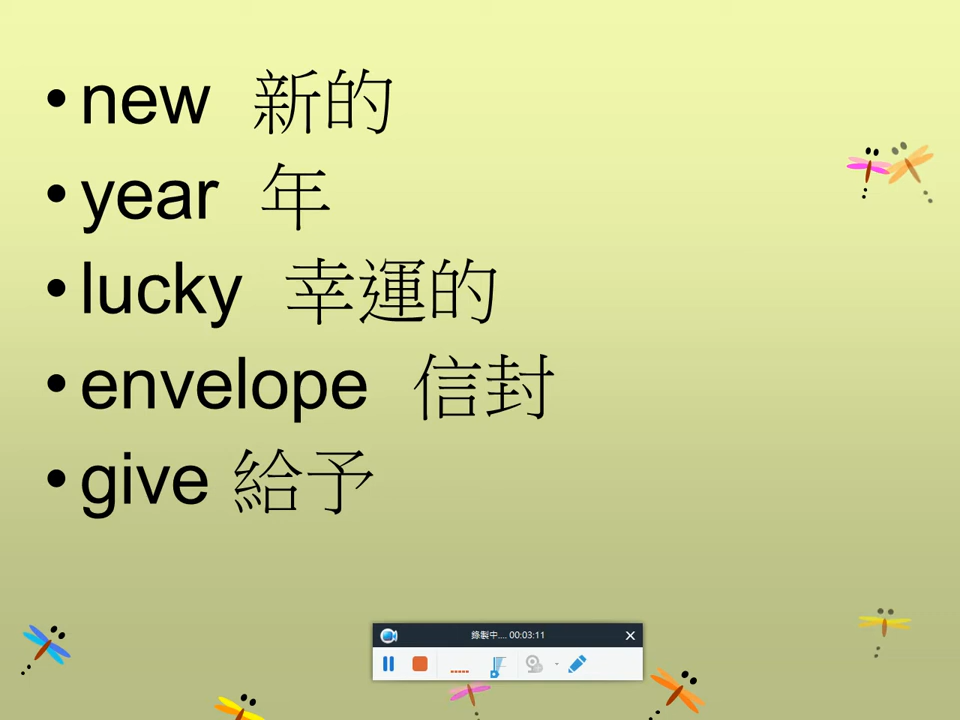 • new 新的
• year 年
• lucky 幸運的
• envelope 信封
• give 給予
錄製中.... 00:03:11